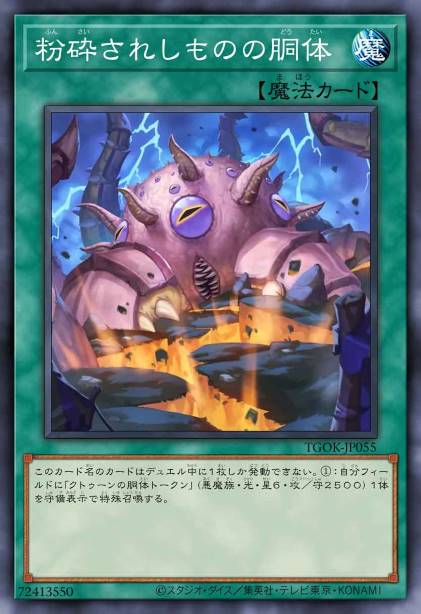 粉砕されしものの胴体
魔
【魔法カード】
TGOK-JP055
このカード名のカードはデュエル中に1枚しか発動できない。①:自分フィー
ルドに「クトゥーンの胴体トークン」(悪魔族・光・星6・攻/守2500)1体
を守備表示で特殊召喚する。
72413550
©スタジオ・ダイス/集英社・テレビ東京・KONAMI